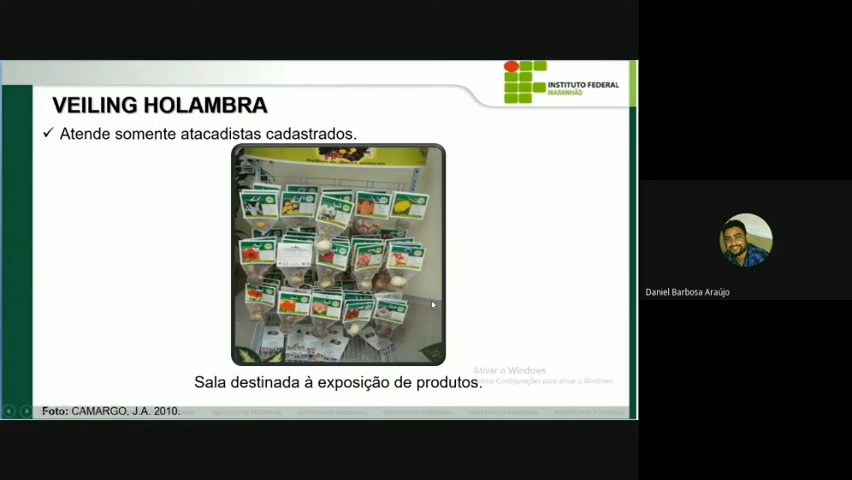 INSTITUTO FEDERAL
MARANHÃO
VEILING HOLAMBRA
✓ Atende somente atacadistas cadastrados.
Sala destinada à exposição de produtos.
Ativar o Windows
Configurações para ativar o Windows
Foto: CAMARGO, J.A. 2010.
Daniel Barbosa Araújo